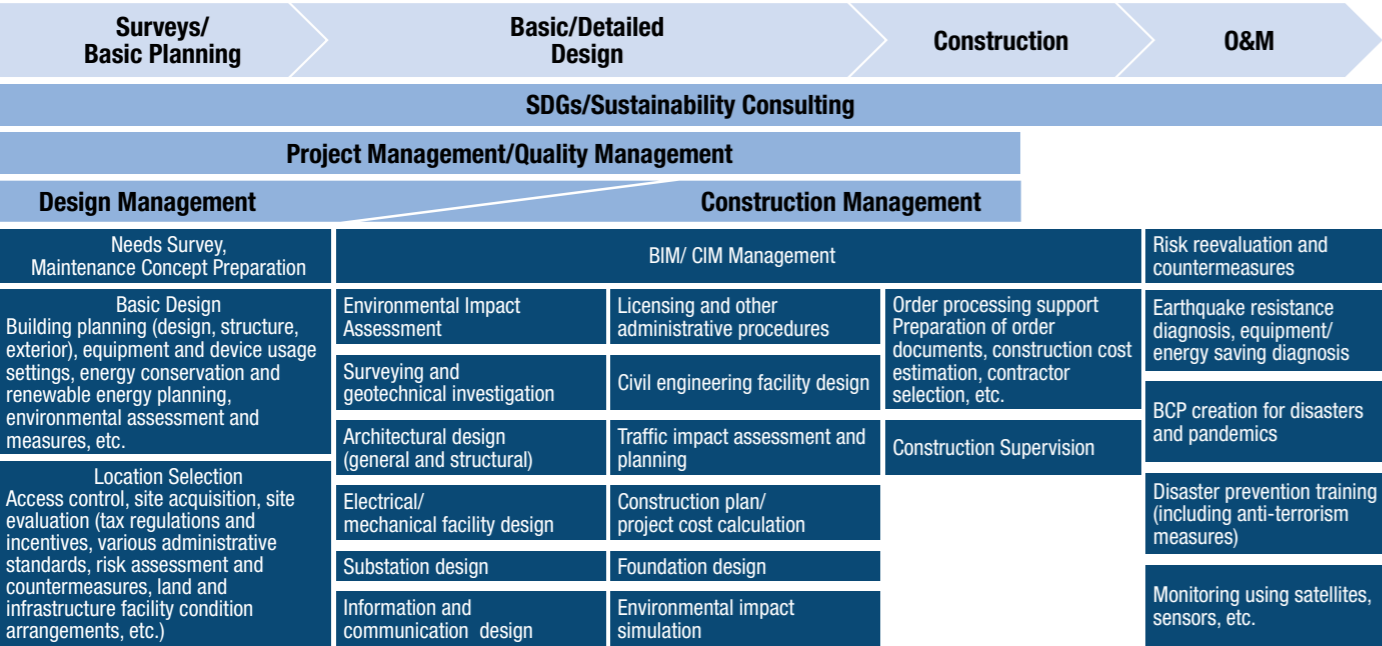 Surveys/
Basic Planning
Basic/Detailed
Design
Construction
O&M
SDGs/Sustainability Consulting
Project Management/Quality Management
Design Management
Construction Management
Needs Survey,
Maintenance Concept Preparation
BIM/ CIM Management
Risk reevaluation and
countermeasures
Basic Design
Building planning (design, structure,
exterior), equipment and device usage
settings, energy conservation and
renewable energy planning,
environmental assessment and
measures, etc.
Location Selection
Access control, site acquisition, site
evaluation (tax regulations and
incentives, various administrative
standards, risk assessment and
countermeasures, land and
infrastructure facility condition
arrangements, etc.)
Environmental Impact
Assessment
Surveying and
geotechnical investigation
Architectural design
(general and structural)
Electrical/
mechanical facility design
Substation design
Information and
communication design
Licensing and other
administrative procedures
Civil engineering facility design
Traffic impact assessment and
planning
Construction plan/
project cost calculation
Foundation design
Environmental impact
simulation
Order processing support
Preparation of order
documents, construction cost
estimation, contractor
selection, etc.
Construction Supervision
Earthquake resistance
diagnosis, equipment/
energy saving diagnosis
BCP creation for disasters
and pandemics
Disaster prevention training
(including anti-terrorism
measures)
Monitoring using satellites,
sensors, etc.